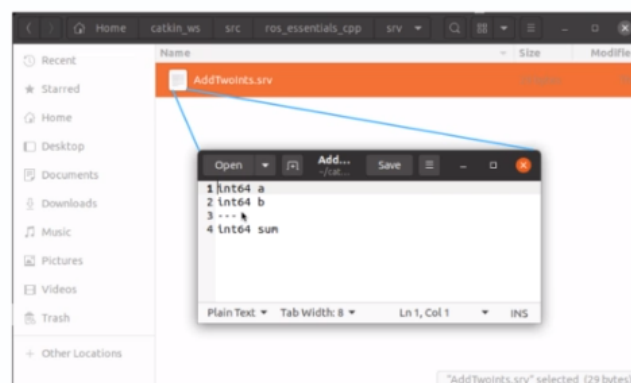 Home catkin_ws src ros_essentials_cpp srv
Name Size Modifie
Recent
AddTwoInts.srv
Starred
Home
Desktop
Documents
Downloads
Music
Pictures
Videos
Trash
Other Locations
Open Add... Save
~/cat...
1 int64 a
2 int64 b
3 ---
4 int64 sum
Plain Text Tab Width: 8 Ln 1, Col 1 INS
"AddTwoInts.srv" selected (29 bytes)